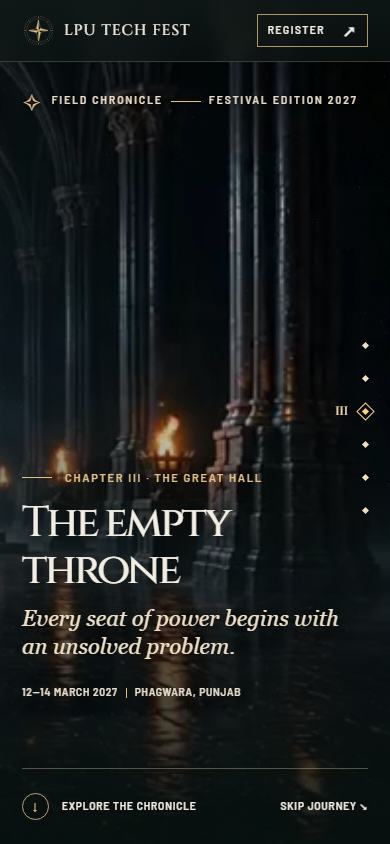 LPU TECH FEST
REGISTER ↗
FIELD CHRONICLE — FESTIVAL EDITION 2027
III
CHAPTER III · THE GREAT HALL
THE EMPTY
THRONE
Every seat of power begins with
an unsolved problem.
12–14 MARCH 2027 | PHAGWARA, PUNJAB
↓ EXPLORE THE CHRONICLE
SKIP JOURNEY ↘